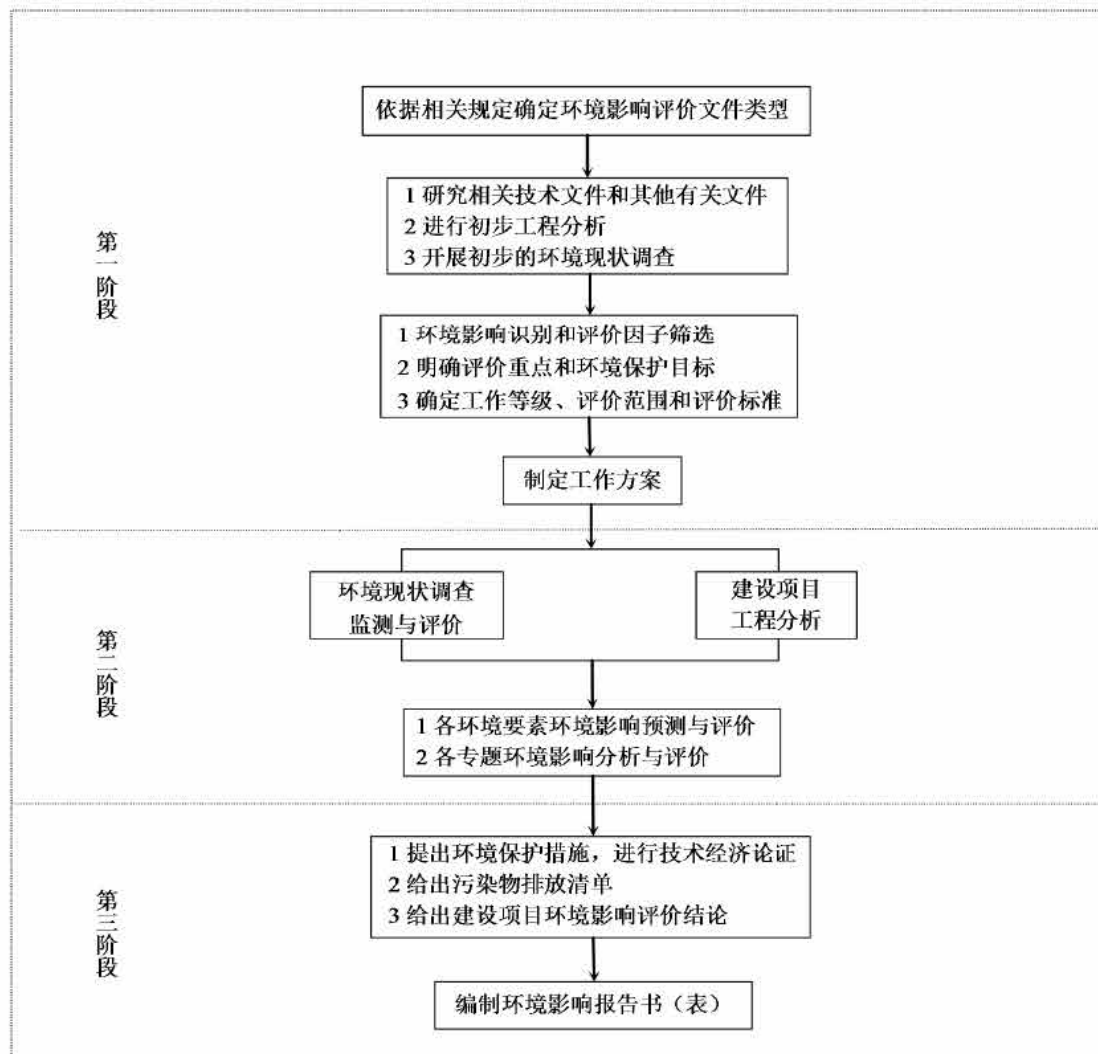 依据相关规定确定环境影响评价文件类型
1 研究相关技术文件和其他有关文件
2 进行初步工程分析
3 开展初步的环境现状调查
第一阶段
1 环境影响识别和评价因子筛选
2 明确评价重点和环境保护目标
3 确定工作等级、评价范围和评价标准
制定工作方案
第二阶段
环境现状调查
监测与评价
建设项目
工程分析
1 各环境要素环境影响预测与评价
2 各专题环境影响分析与评价
第三阶段
1 提出环境保护措施，进行技术经济论证
2 给出污染物排放清单
3 给出建设项目环境影响评价结论
编制环境影响报告书（表）